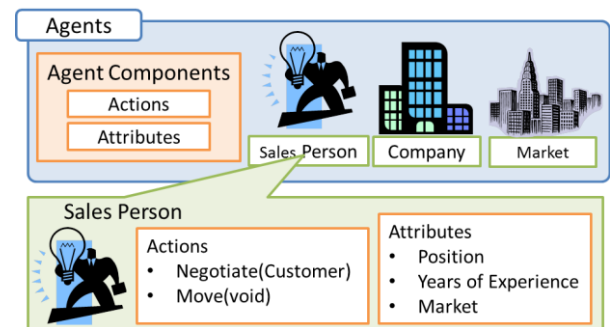 Agents
Agent Components
Actions
Attributes
Sales Person
Company
Market
Sales Person
Actions
• Negotiate(Customer)
• Move(void)
Attributes
• Position
• Years of Experience
• Market